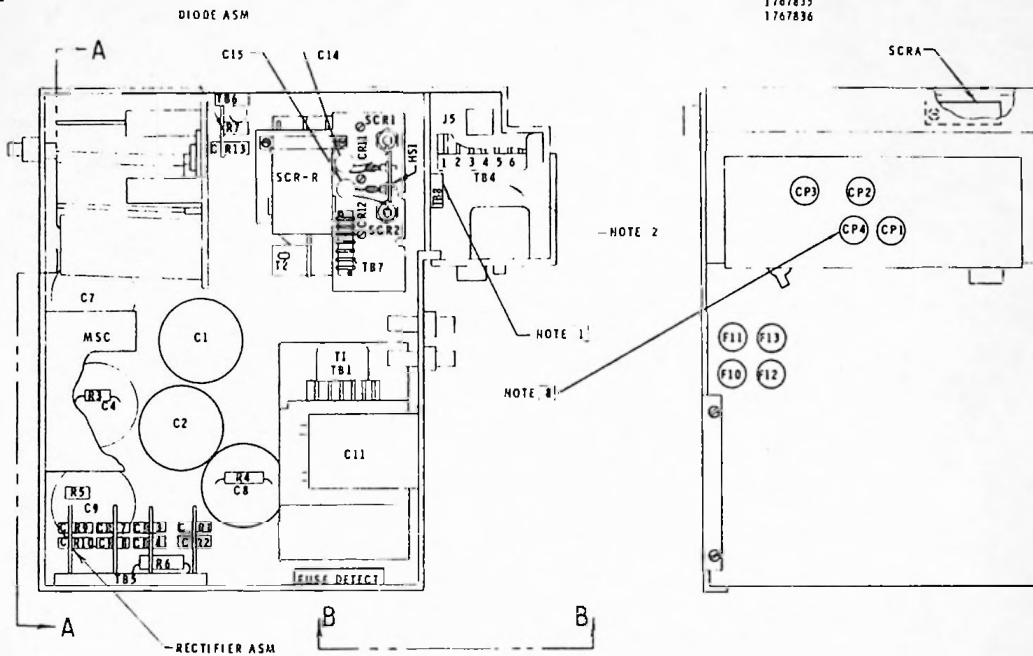 DIODE ASM
1767835
1767836
A
C15
C14
SCRA
TB6
R7
R13
SCR1
CR11
HS1
SCR-R
CR12
SCR2
T2
TB7
J5
1 2 3 4 5 6
TB4
NOTE 2
CP3
CP2
CP4
CP1
C7
MSC
C1
NOTE 1
T1
TB1
F11
F13
F10
F12
R3
C4
C2
NOTE 8
C11
R4
C8
R5
C9
R6
TB5
FUSE DETECT
A
B
B
RECTIFIER ASM